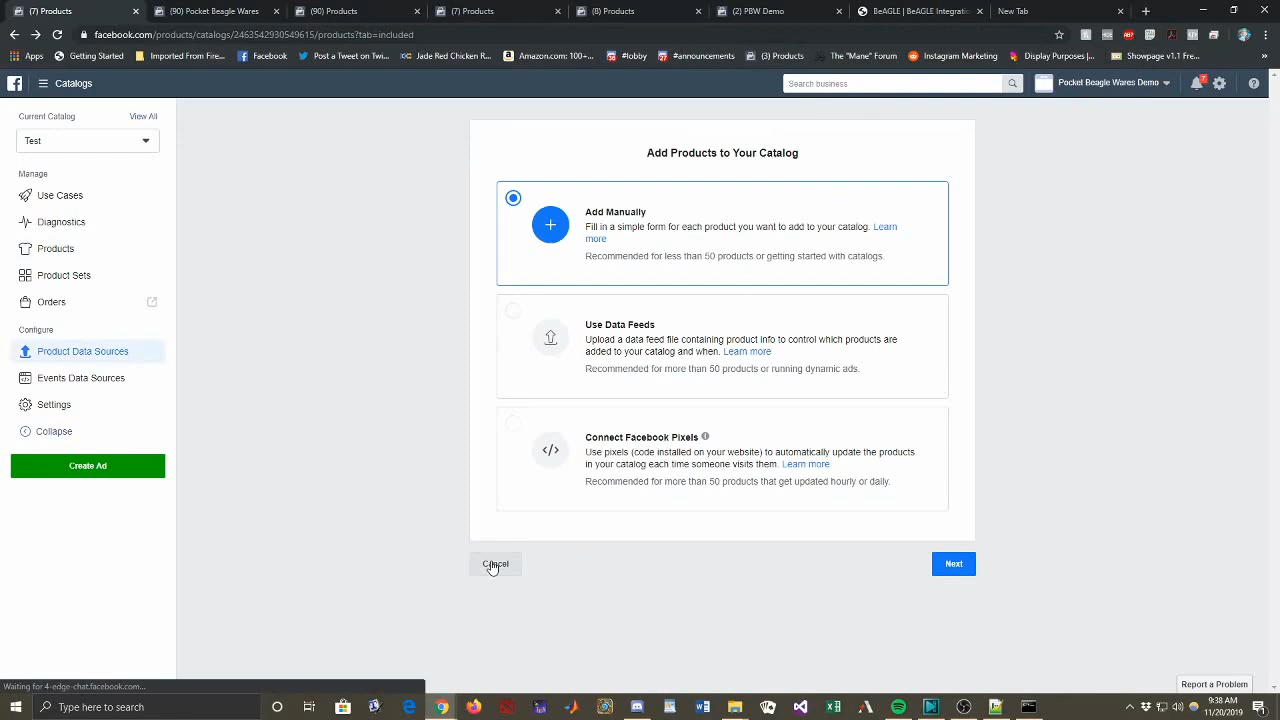 (7) Products
(90) Pocket Beagle Wares
(90) Products
(7) Products
(8) Products
(2) PBW Demo
BeAGLE | BeAGLE Integrati
New Tab
facebook.com/products/catalogs/2463542930549615/products?tab=included
Apps
Getting Started
Imported From Firef
Facebook
Post a Tweet on Twi...
Jade Red Chicken R...
Amazon.com: 100+...
#lobby
#announcements
(3) Products
The "Mane" Forum
Instagram Marketing
Display Purposes |...
Showpage v1.1 Fre...
Catalogs
Search business
Pocket Beagle Wares Demo
7
Current Catalog
View All
Test
Manage
Use Cases
Diagnostics
Products
Product Sets
Orders
Configure
Product Data Sources
Events Data Sources
Settings
Collapse
Create Ad
Add Products to Your Catalog
Add Manually
Fill in a simple form for each product you want to add to your catalog. Learn
more
Recommended for less than 50 products or getting started with catalogs.
Use Data Feeds
Upload a data feed file containing product info to control which products are
added to your catalog and when. Learn more
Recommended for more than 50 products or running dynamic ads.
Connect Facebook Pixels
Use pixels (code installed on your website) to automatically update the products
in your catalog each time someone visits them. Learn more
Recommended for more than 50 products that get updated hourly or daily.
Cancel
Next
Report a Problem
Waiting for 4-edge-chat.facebook.com...
Type here to search
9:38 AM
11/20/2019